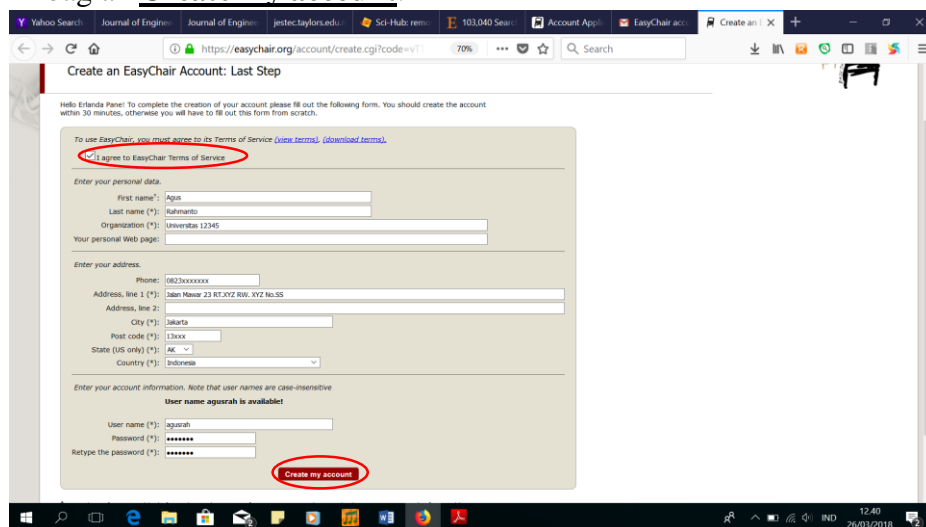 Yahoo Search Journal of Engine Journal of Engine jestec.taylors.edu. Sci-Hub: remo 103,040 Searc Account Appli EasyChair acc Create an
https://easychair.org/account/create.cgi?code=vT 70% Search
Create an EasyChair Account: Last Step
Hello Erlanda Pane! To complete the creation of your account please fill out the following form. You should create the account
within 30 minutes, otherwise you will have to fill out this form from scratch.
To use EasyChair, you must agree to its Terms of Service (view terms), (download terms).
I agree to EasyChair Terms of Service
Enter your personal data.
First name*: Agus
Last name (*): Rahmanto
Organization (*): Universitas 12345
Your personal Web page:
Enter your address.
Phone: 0823xxxxxxx
Address, line 1 (*): Jalan Mawar 23 RT.XYZ RW. XYZ No.SS
Address, line 2:
City (*): Jakarta
Post code (*): 13xxx
State (US only) (*): AK
Country (*): Indonesia
Enter your account information. Note that user names are case-insensitive
User name agusrah is available!
User name (*): agusrah
Password (*): •••••••
Retype the password (*): •••••••
Create my account
IND 12.40
26/03/2018